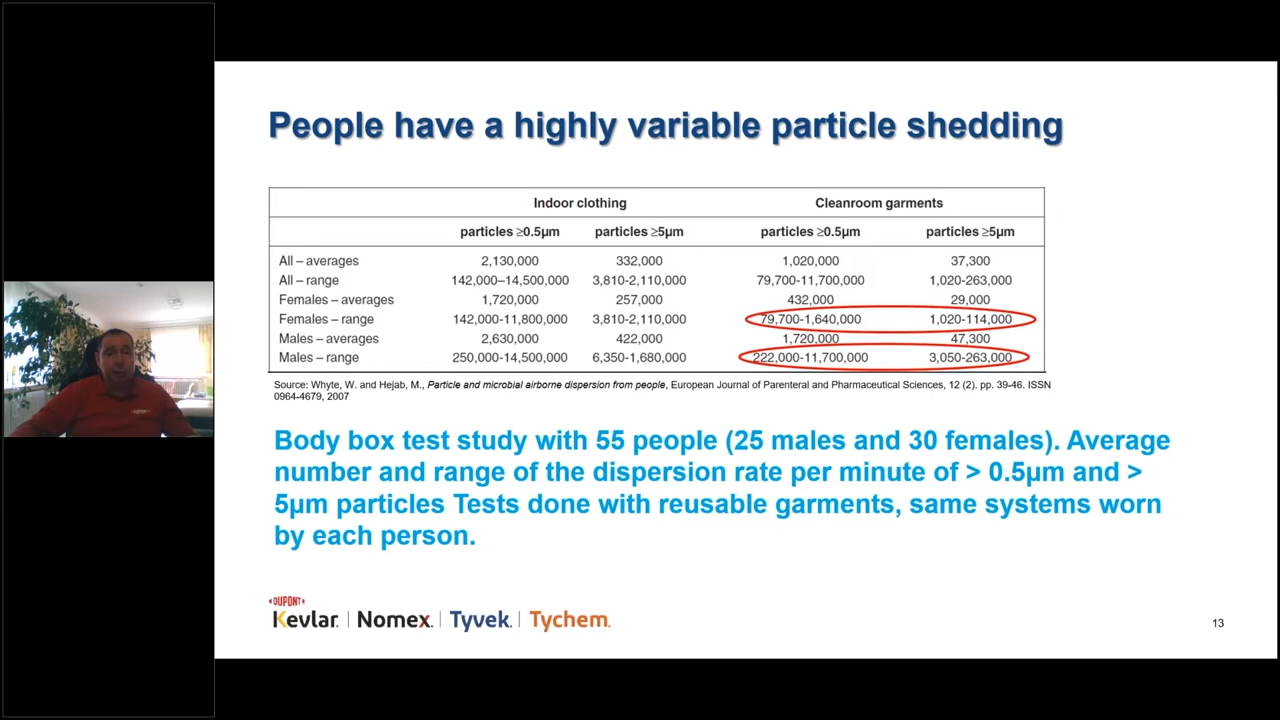 People have a highly variable particle shedding
Indoor clothing Cleanroom garments
particles ≥0.5µm particles ≥5µm particles ≥0.5µm particles ≥5µm
All – averages 2,130,000 332,000 1,020,000 37,300
All – range 142,000–14,500,000 3,810-2,110,000 79,700-11,700,000 1,020-263,000
Females – averages 1,720,000 257,000 432,000 29,000
Females – range 142,000-11,800,000 3,810-2,110,000 79,700-1,640,000 1,020-114,000
Males – averages 2,630,000 422,000 1,720,000 47,300
Males – range 250,000-14,500,000 6,350-1,680,000 222,000-11,700,000 3,050-263,000
Source: Whyte, W. and Hejab, M., Particle and microbial airborne dispersion from people, European Journal of Parenteral and Pharmaceutical Sciences, 12 (2). pp. 39-46. ISSN
0964-4679, 2007
Body box test study with 55 people (25 males and 30 females). Average
number and range of the dispersion rate per minute of > 0.5µm and >
5µm particles Tests done with reusable garments, same systems worn
by each person.
DUPONT
Kevlar. | Nomex. | Tyvek. | Tychem.
13